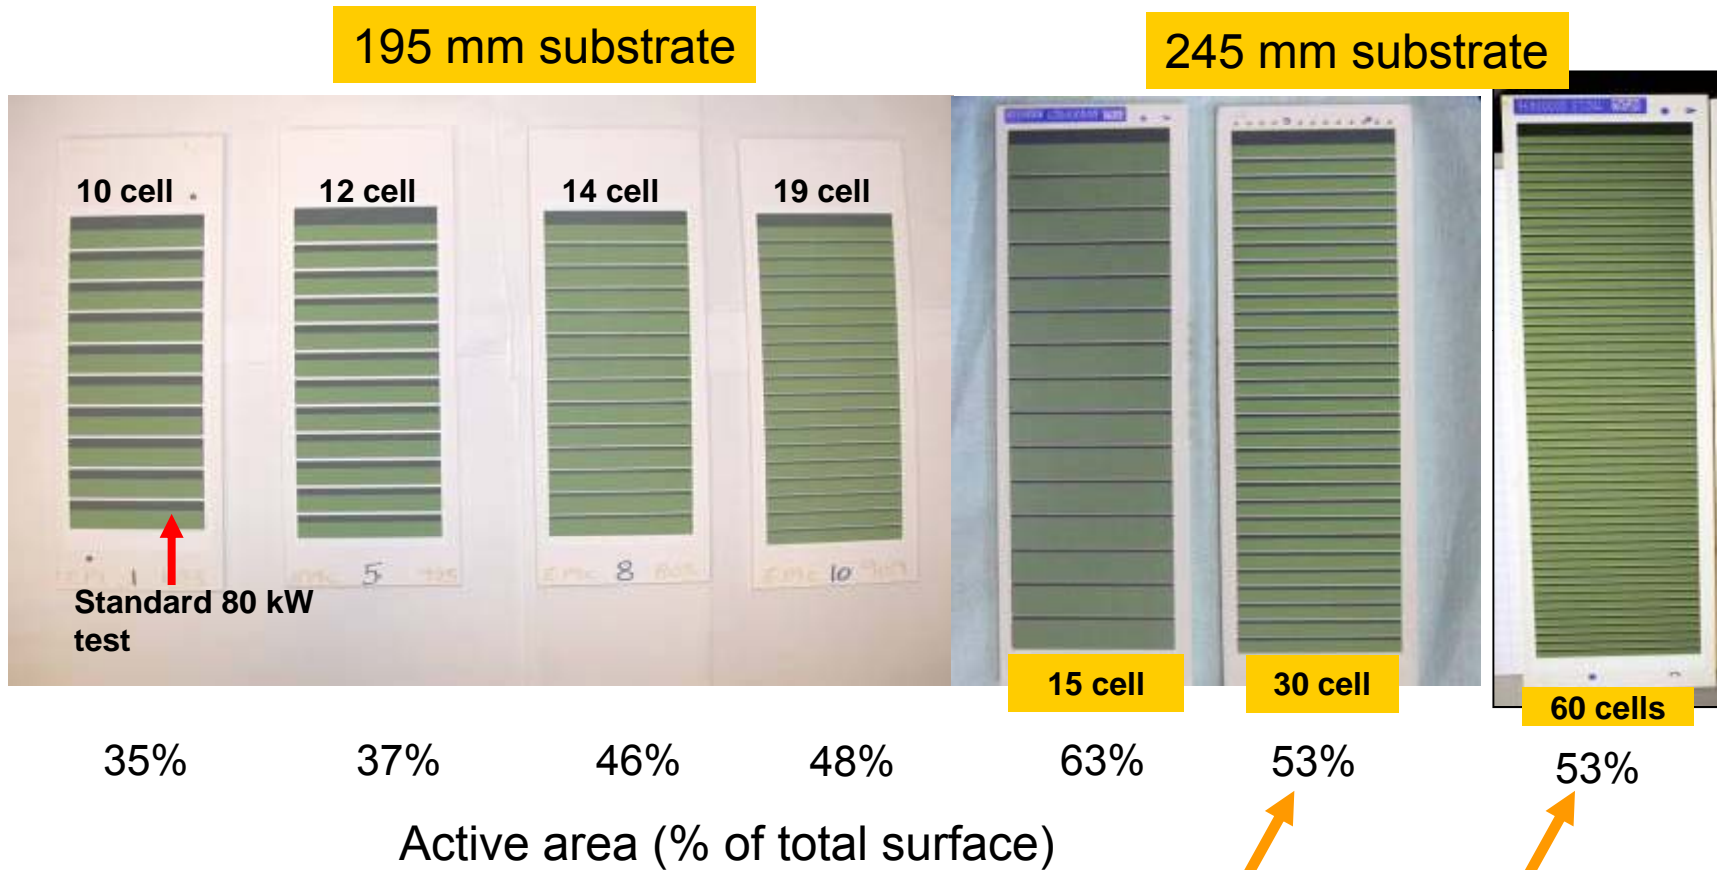 195 mm substrate
245 mm substrate
10 cell
12 cell
14 cell
19 cell
1
5
8
10
Standard 80 kW
test
15 cell
30 cell
60 cells
35%
37%
46%
48%
63%
53%
53%
Active area (% of total surface)